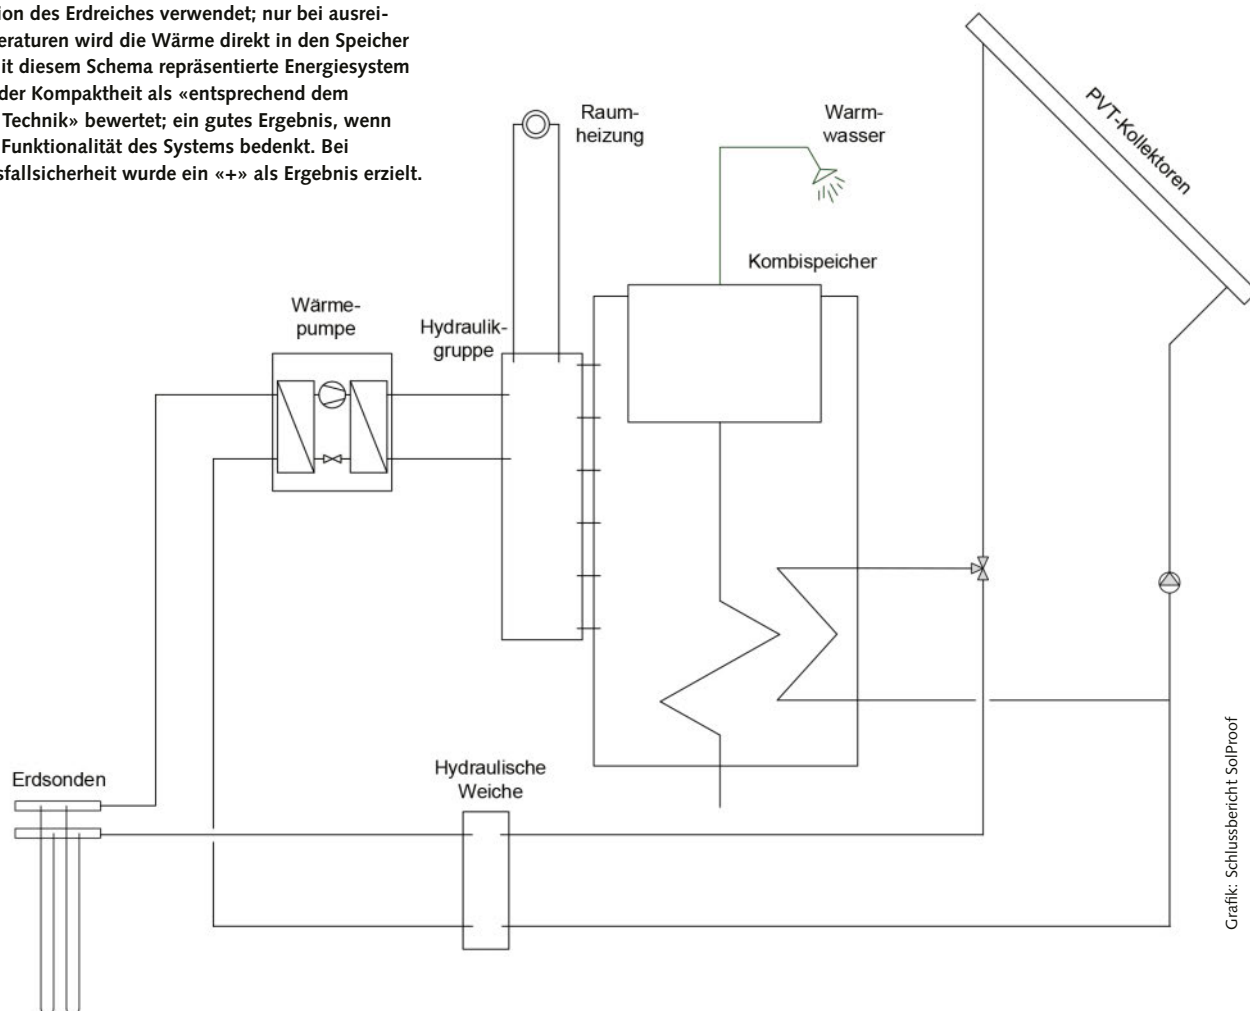 ion des Erdreiches verwendet; nur bei ausrei-
eraturen wird die Wärme direkt in den Speicher
it diesem Schema repräsentierte Energiesystem
der Kompaktheit als «entsprechend dem
Technik» bewertet; ein gutes Ergebnis, wenn
Funktionalität des Systems bedenkt. Bei
sfallsicherheit wurde ein «+» als Ergebnis erzielt.
Raum-
heizung
Warm-
wasser
PVT-Kollektoren
Kombispeicher
Wärme-
pumpe
Hydraulik-
gruppe
Erdsonden
Hydraulische
Weiche
Grafik: Schlussbericht SolProof